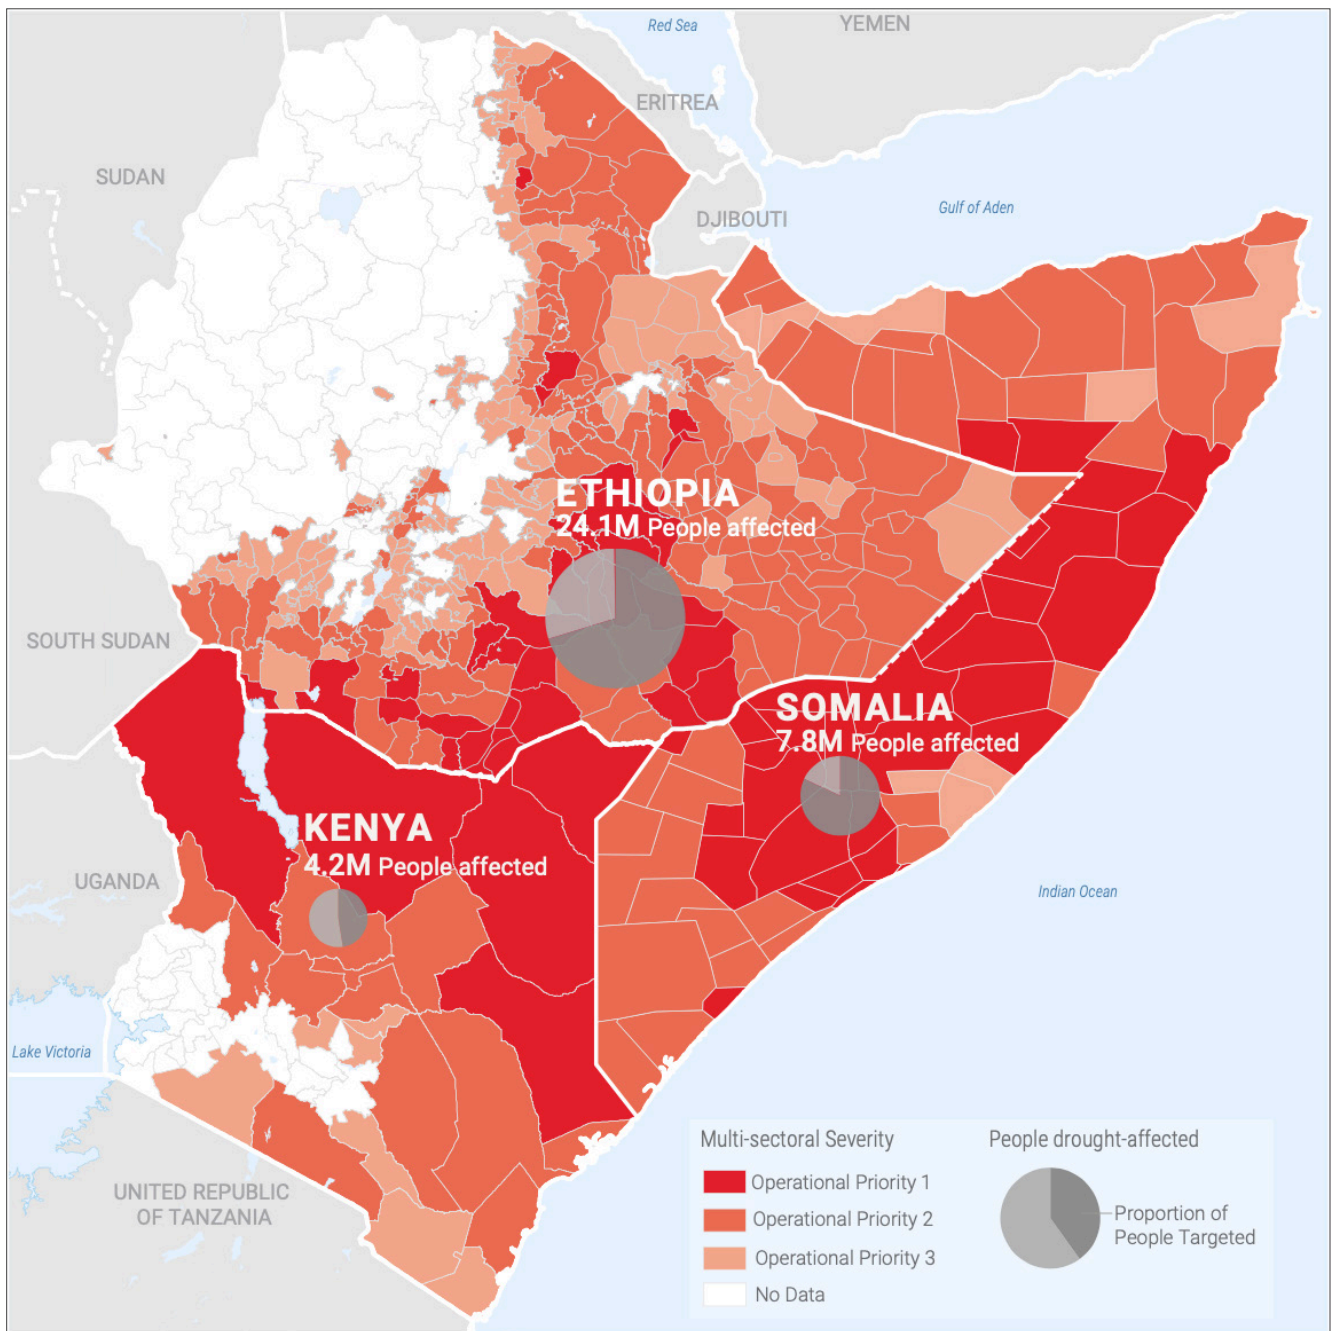 Red Sea
YEMEN
ERITREA
SUDAN
DJIBOUTI
Gulf of Aden
ETHIOPIA
24.1M People affected
SOUTH SUDAN
SOMALIA
7.8M People affected
KENYA
4.2M People affected
UGANDA
Indian Ocean
Lake Victoria
UNITED REPUBLIC
OF TANZANIA
Multi-sectoral Severity
Operational Priority 1
Operational Priority 2
Operational Priority 3
No Data
People drought-affected
Proportion of
People Targeted